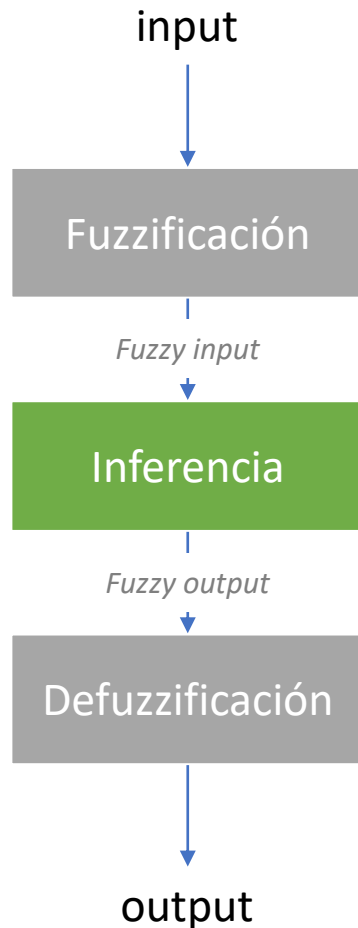 input
Fuzzificación
Fuzzy input
Inferencia
Fuzzy output
Defuzzificación
output